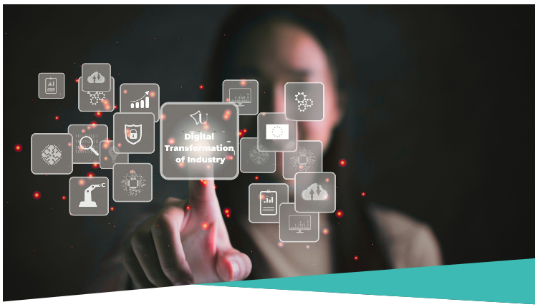 Digital
Transformation
of Industry